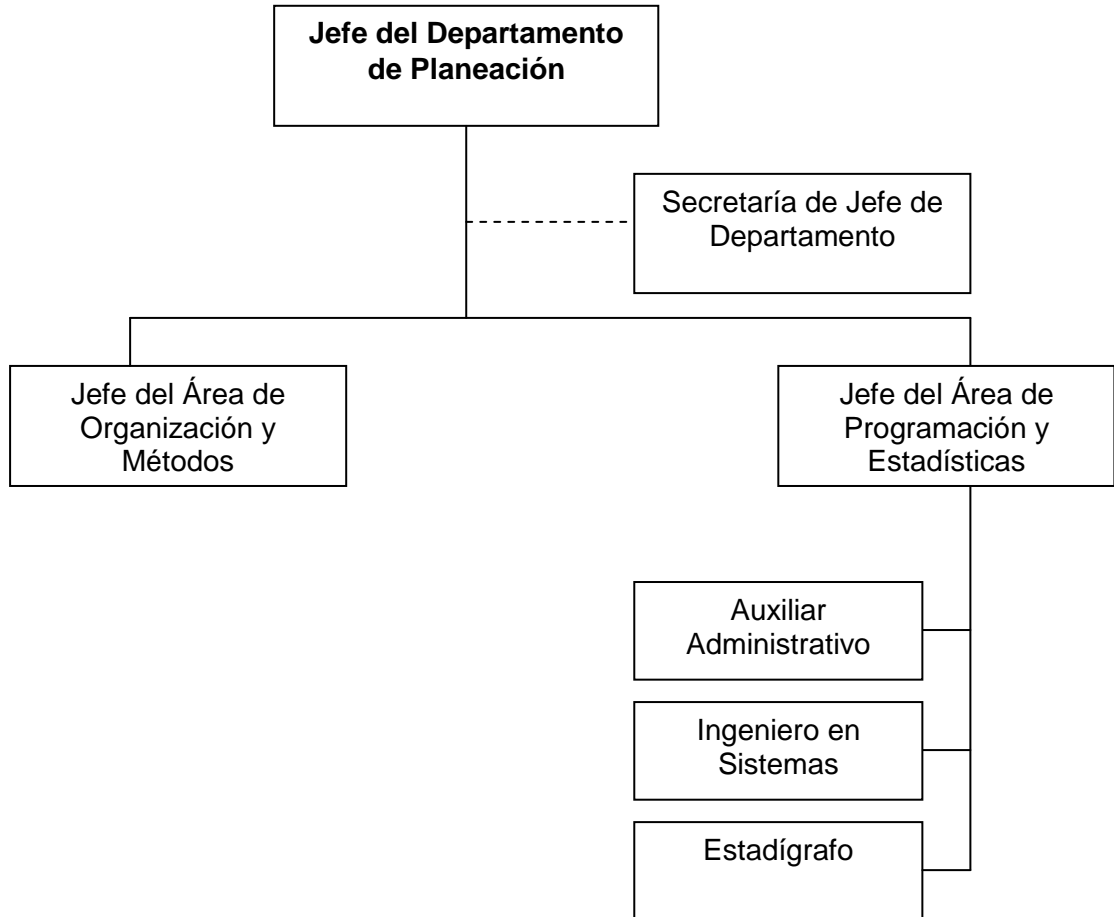 Jefe del Departamento
de Planeación
Secretaría de Jefe de
Departamento
Jefe del Área de
Organización y
Métodos
Jefe del Área de
Programación y
Estadísticas
Auxiliar
Administrativo
Ingeniero en
Sistemas
Estadígrafo